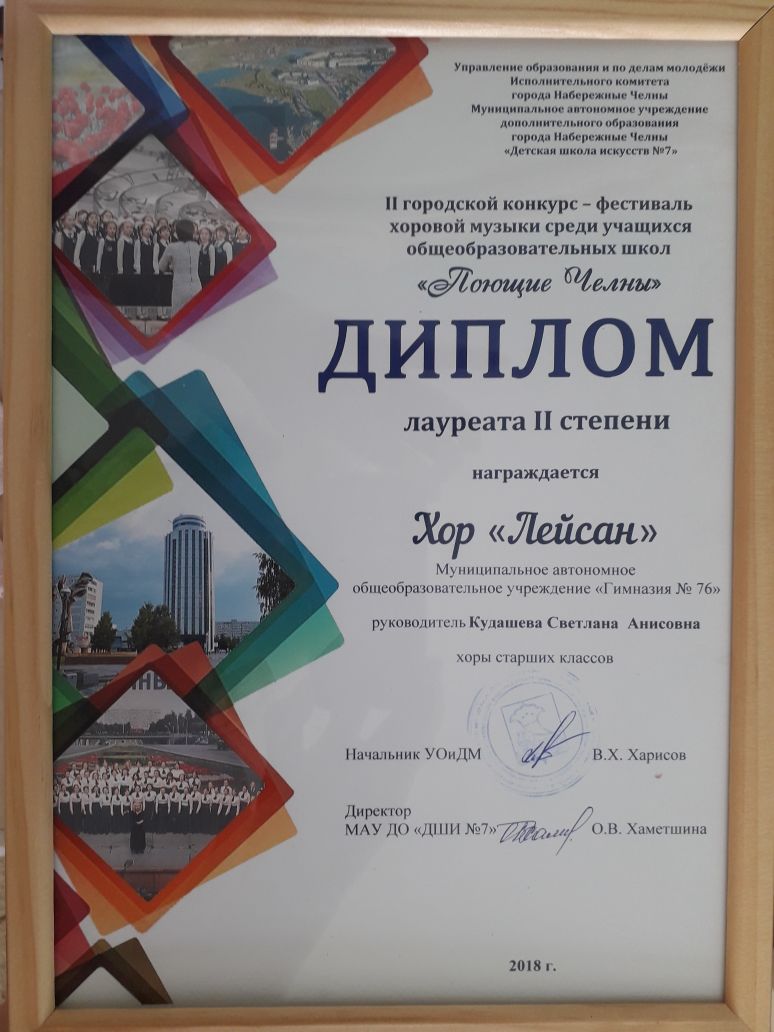 Управление образования и по делам молодёжи
Исполнительного комитета
города Набережные Челны
Муниципальное автономное учреждение
дополнительного образования
города Набережные Челны
«Детская школа искусств №7»
II городской конкурс – фестиваль
хоровой музыки среди учащихся
общеобразовательных школ
«Поющие Челны»
ДИПЛОМ
лауреата II степени
награждается
Хор «Лейсан»
Муниципальное автономное
общеобразовательное учреждение «Гимназия № 76»
руководитель Кудашева Светлана Анисовна
хоры старших классов
Начальник УОиДМ В.Х. Харисов
Директор
МАУ ДО «ДШИ №7» О.В. Хаметшина
2018 г.